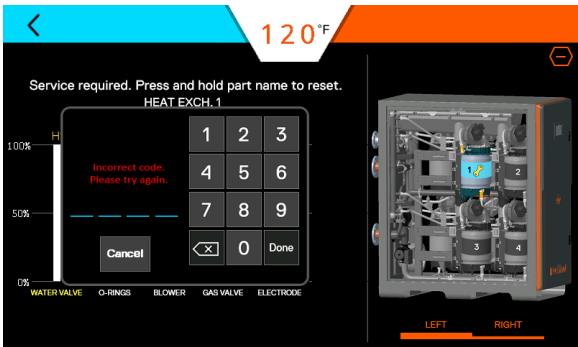 120°F
Service required. Press and hold part name to reset.
HEAT EXCH. 1
H
100%
50%
0%
Incorrect code.
Please try again.
1 2 3
4 5 6
7 8 9
0 Done
Cancel
WATER VALVE O-RINGS BLOWER GAS VALVE ELECTRODE
1 2
3 4
LEFT RIGHT